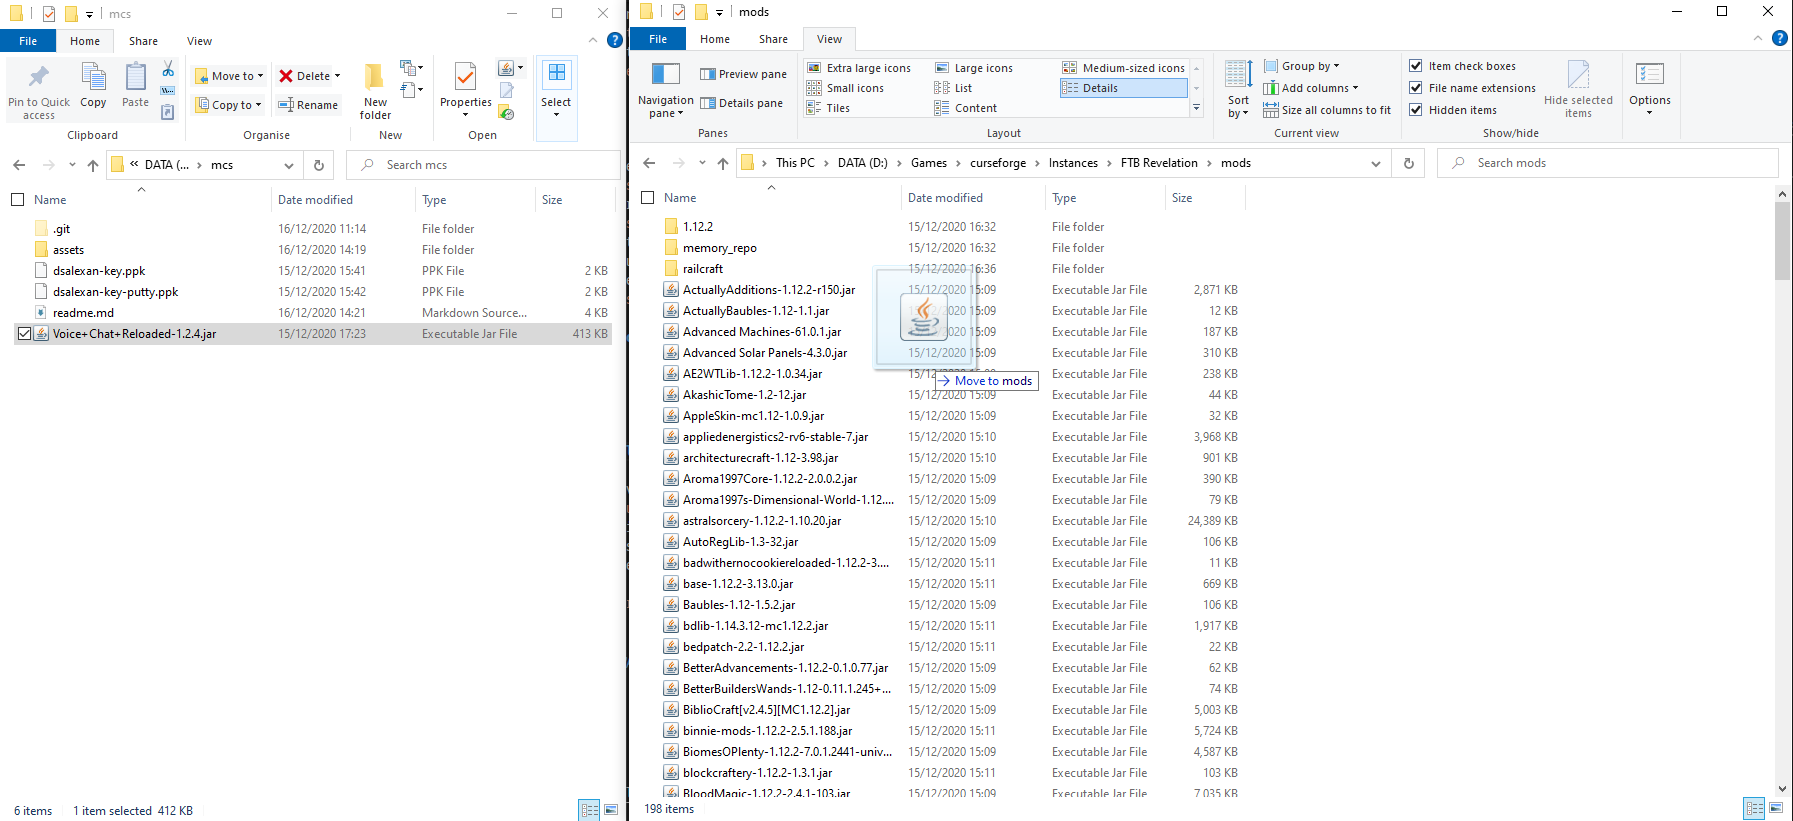 mcs
File
Home
Share
View
Pin to Quick access
Copy
Paste
Clipboard
Move to
Copy to
Delete
Rename
Organise
New folder
New
Properties
Open
Select
DATA (...
mcs
Search mcs
Name Date modified Type Size
.git 16/12/2020 11:14 File folder
assets 16/12/2020 14:19 File folder
dsalexan-key.ppk 15/12/2020 15:41 PPK File 2 KB
dsalexan-key-putty.ppk 15/12/2020 15:42 PPK File 2 KB
readme.md 16/12/2020 14:21 Markdown Source... 4 KB
Voice+Chat+Reloaded-1.2.4.jar 15/12/2020 17:23 Executable Jar File 413 KB
6 items 1 item selected 412 KB
mods
File
Home
Share
View
Navigation pane
Preview pane
Details pane
Panes
Extra large icons
Large icons
Medium-sized icons
Small icons
List
Details
Tiles
Content
Layout
Sort by
Group by
Add columns
Size all columns to fit
Current view
Item check boxes
File name extensions
Hidden items
Hide selected items
Show/hide
Options
This PC
DATA (D:)
Games
curseforge
Instances
FTB Revelation
mods
Search mods
Name Date modified Type Size
1.12.2 15/12/2020 16:32 File folder
memory_repo 15/12/2020 16:32 File folder
railcraft 15/12/2020 16:36 File folder
ActuallyAdditions-1.12.2-r150.jar 15/12/2020 15:09 Executable Jar File 2,871 KB
ActuallyBaubles-1.12-1.1.jar 15/12/2020 15:09 Executable Jar File 12 KB
Advanced Machines-61.0.1.jar 15/12/2020 15:09 Executable Jar File 187 KB
Advanced Solar Panels-4.3.0.jar 15/12/2020 15:09 Executable Jar File 310 KB
AE2WTLib-1.12.2-1.0.34.jar Executable Jar File 238 KB
Move to mods
AkashicTome-1.2-12.jar 15/12/2020 15:09 Executable Jar File 44 KB
AppleSkin-mc1.12-1.0.9.jar 15/12/2020 15:09 Executable Jar File 32 KB
appliedenergistics2-rv6-stable-7.jar 15/12/2020 15:10 Executable Jar File 3,968 KB
architecturecraft-1.12-3.98.jar 15/12/2020 15:10 Executable Jar File 901 KB
Aroma1997Core-1.12.2-2.0.0.2.jar 15/12/2020 15:09 Executable Jar File 390 KB
Aroma1997s-Dimensional-World-1.12.... 15/12/2020 15:09 Executable Jar File 79 KB
astralsorcery-1.12.2-1.10.20.jar 15/12/2020 15:10 Executable Jar File 24,389 KB
AutoRegLib-1.3-32.jar 15/12/2020 15:09 Executable Jar File 106 KB
badwithernocookiereloaded-1.12.2-3.... 15/12/2020 15:11 Executable Jar File 11 KB
base-1.12.2-3.13.0.jar 15/12/2020 15:11 Executable Jar File 669 KB
Baubles-1.12-1.5.2.jar 15/12/2020 15:09 Executable Jar File 106 KB
bdlib-1.14.3.12-mc1.12.2.jar 15/12/2020 15:11 Executable Jar File 1,917 KB
bedpatch-2.2-1.12.2.jar 15/12/2020 15:11 Executable Jar File 22 KB
BetterAdvancements-1.12.2-0.1.0.77.jar 15/12/2020 15:09 Executable Jar File 62 KB
BetterBuildersWands-1.12-0.11.1.245+... 15/12/2020 15:09 Executable Jar File 74 KB
BiblioCraft[v2.4.5][MC1.12.2].jar 15/12/2020 15:09 Executable Jar File 5,003 KB
binnie-mods-1.12.2-2.5.1.188.jar 15/12/2020 15:11 Executable Jar File 5,724 KB
BiomesOPlenty-1.12.2-7.0.1.2441-univ... 15/12/2020 15:09 Executable Jar File 4,587 KB
blockcraftery-1.12.2-1.3.1.jar 15/12/2020 15:11 Executable Jar File 103 KB
BloodMagic-1.12.2-2.4.1-103.jar 15/12/2020 15:09 Executable Jar File 7,035 KB
198 items